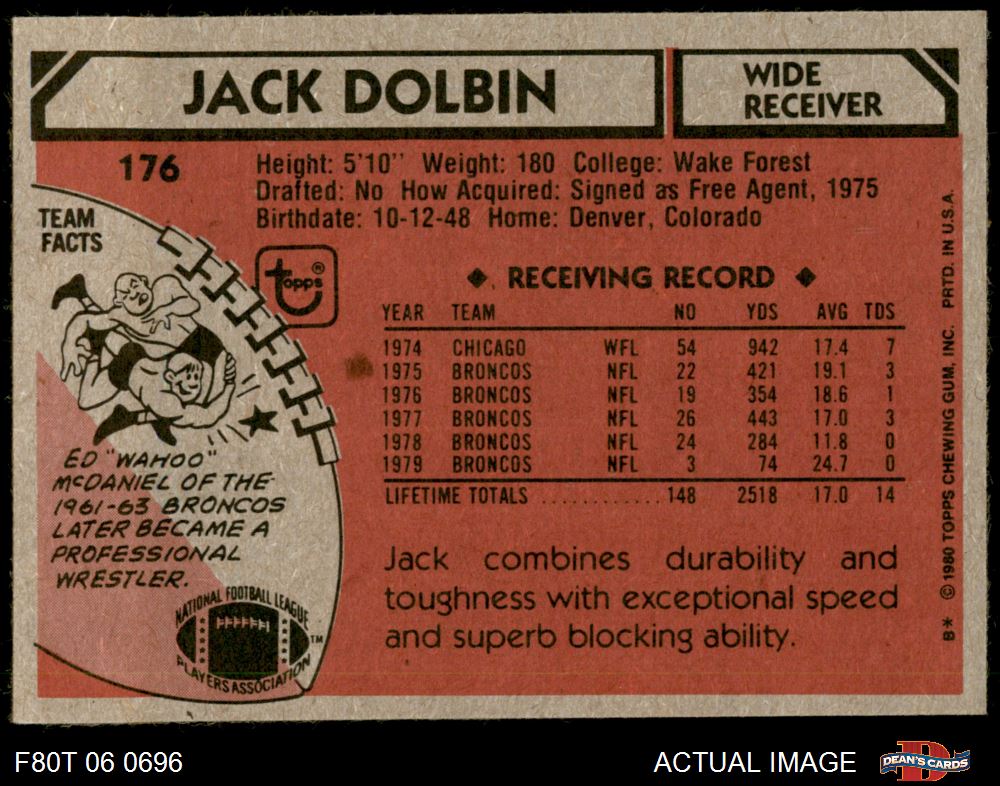 JACK DOLBIN
WIDE
RECEIVER
176
Height: 5'10" Weight: 180 College: Wake Forest
Drafted: No How Acquired: Signed as Free Agent, 1975
Birthdate: 10-12-48 Home: Denver, Colorado
TEAM
FACTS
topps®
◆ RECEIVING RECORD ◆
YEAR TEAM NO YDS AVG TDS
1974 CHICAGO WFL 54 942 17.4 7
1975 BRONCOS NFL 22 421 19.1 3
1976 BRONCOS NFL 19 354 18.6 1
1977 BRONCOS NFL 26 443 17.0 3
1978 BRONCOS NFL 24 284 11.8 0
1979 BRONCOS NFL 3 74 24.7 0
LIFETIME TOTALS ............ 148 2518 17.0 14
ED "WAHOO"
McDANIEL OF THE
1961-63 BRONCOS
LATER BECAME A
PROFESSIONAL
WRESTLER.
NATIONAL FOOTBALL LEAGUE
PLAYERS ASSOCIATION
™
Jack combines durability and
toughness with exceptional speed
and superb blocking ability.
B* © 1980 TOPPS CHEWING GUM, INC. PRTD. IN U.S.A.
F80T 06 0696
ACTUAL IMAGE
D
DEAN'S CARDS